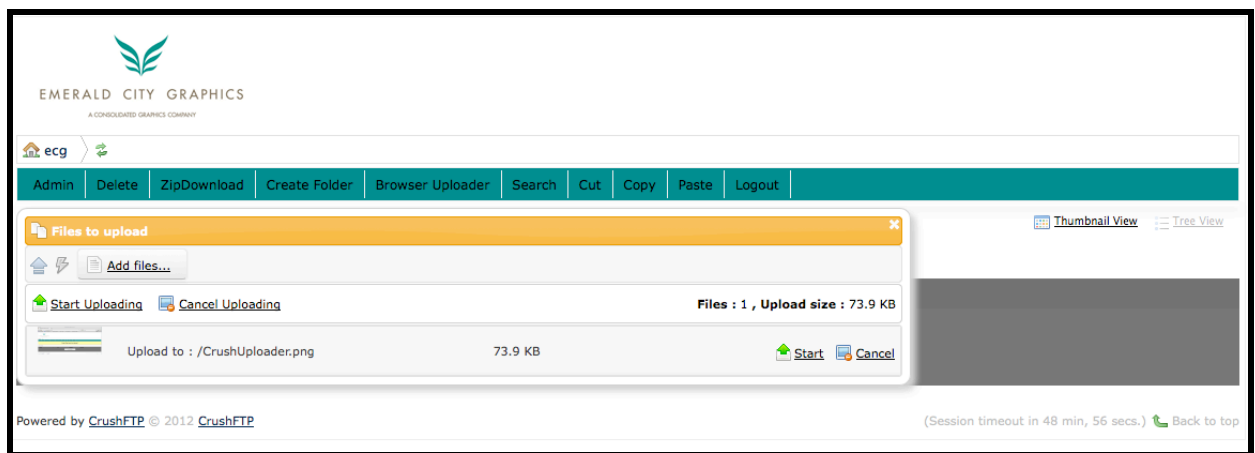 EMERALD CITY GRAPHICS
A CONSOLIDATED GRAPHICS COMPANY
ecg
Admin Delete ZipDownload Create Folder Browser Uploader Search Cut Copy Paste Logout
Files to upload
Thumbnail View Tree View
Add files...
Start Uploading Cancel Uploading Files : 1 , Upload size : 73.9 KB
Upload to : /CrushUploader.png 73.9 KB Start Cancel
Powered by CrushFTP © 2012 CrushFTP (Session timeout in 48 min, 56 secs.) Back to top